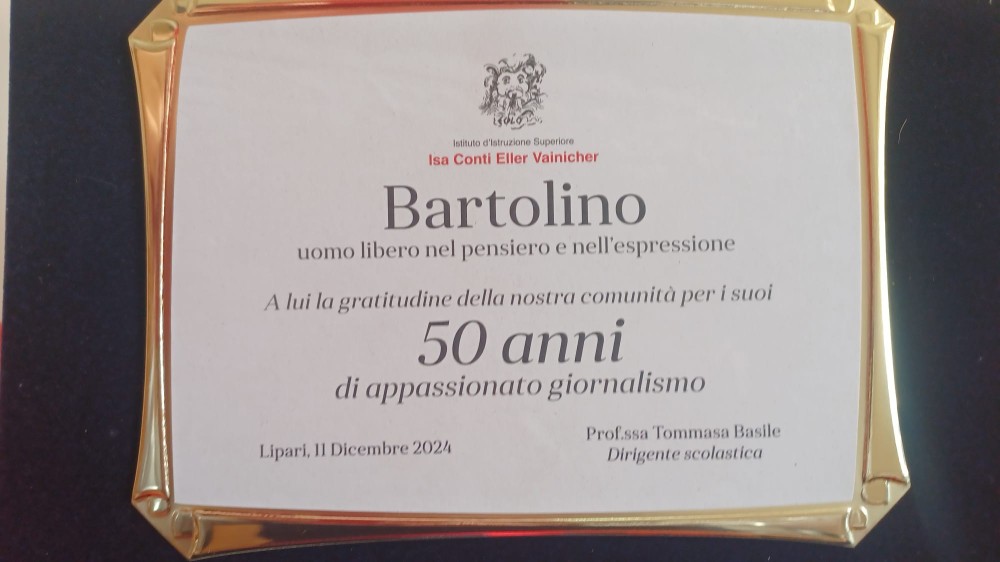 Istituto d'Istruzione Superiore
Isa Conti Eller Vainicher
Bartolino
uomo libero nel pensiero e nell'espressione
A lui la gratitudine della nostra comunità per i suoi
50 anni
di appassionato giornalismo
Lipari, 11 Dicembre 2024
Prof.ssa Tommasa Basile
Dirigente scolastica